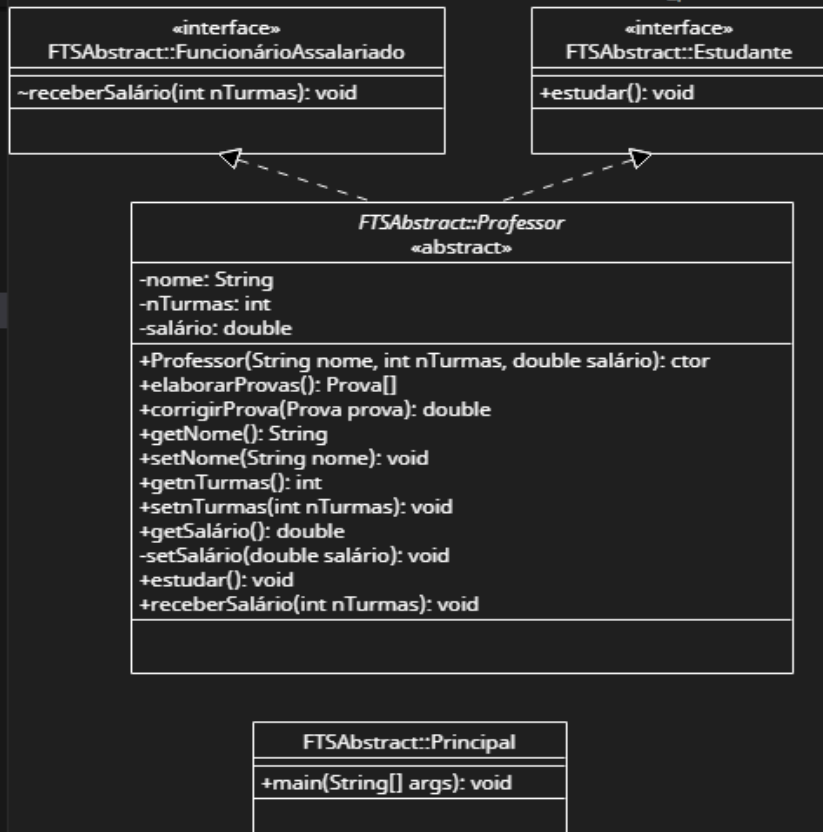 «interface»
FTSAbstract::FuncionárioAssalariado
~receberSalário(int nTurmas): void
«interface»
FTSAbstract::Estudante
+estudar(): void
FTSAbstract::Professor
«abstract»
-nome: String
-nTurmas: int
-salário: double
+Professor(String nome, int nTurmas, double salário): ctor
+elaborarProvas(): Prova[]
+corrigirProva(Prova prova): double
+getNome(): String
+setNome(String nome): void
+getnTurmas(): int
+setnTurmas(int nTurmas): void
+getSalário(): double
-setSalário(double salário): void
+estudar(): void
+receberSalário(int nTurmas): void
FTSAbstract::Principal
+main(String[] args): void